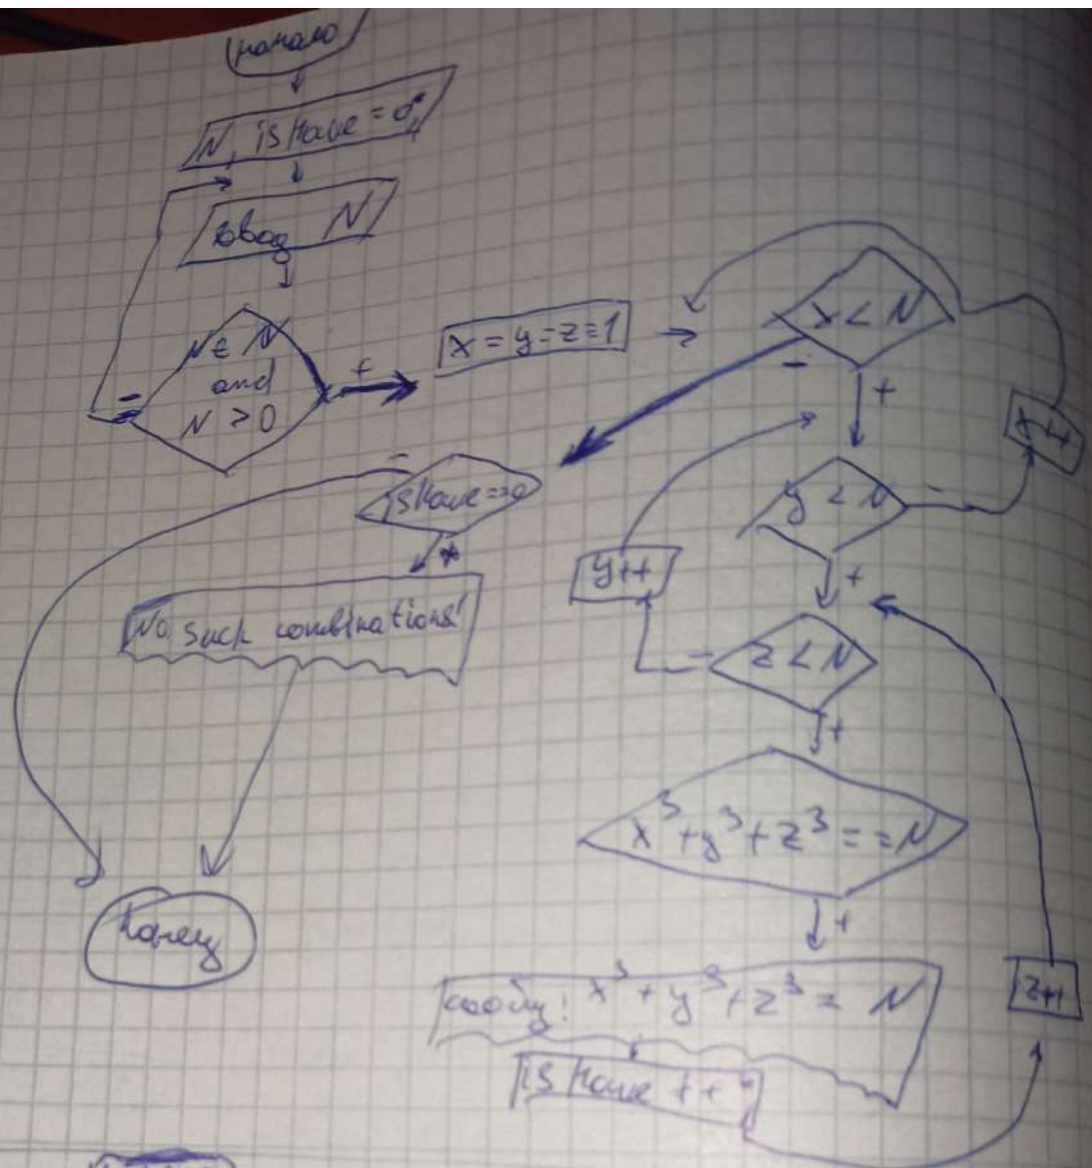 начало
N, isHave = 0
ввод N
N ∈ N
and
N > 0
-
+
x = y = z = 1
x < N
-
+
x++
isHave == 0
-
+
y < N
-
+
y++
No such combinations!
z < N
-
+
x³ + y³ + z³ == N
+
конец
сообщ: x³ + y³ + z³ = N
z++
isHave ++